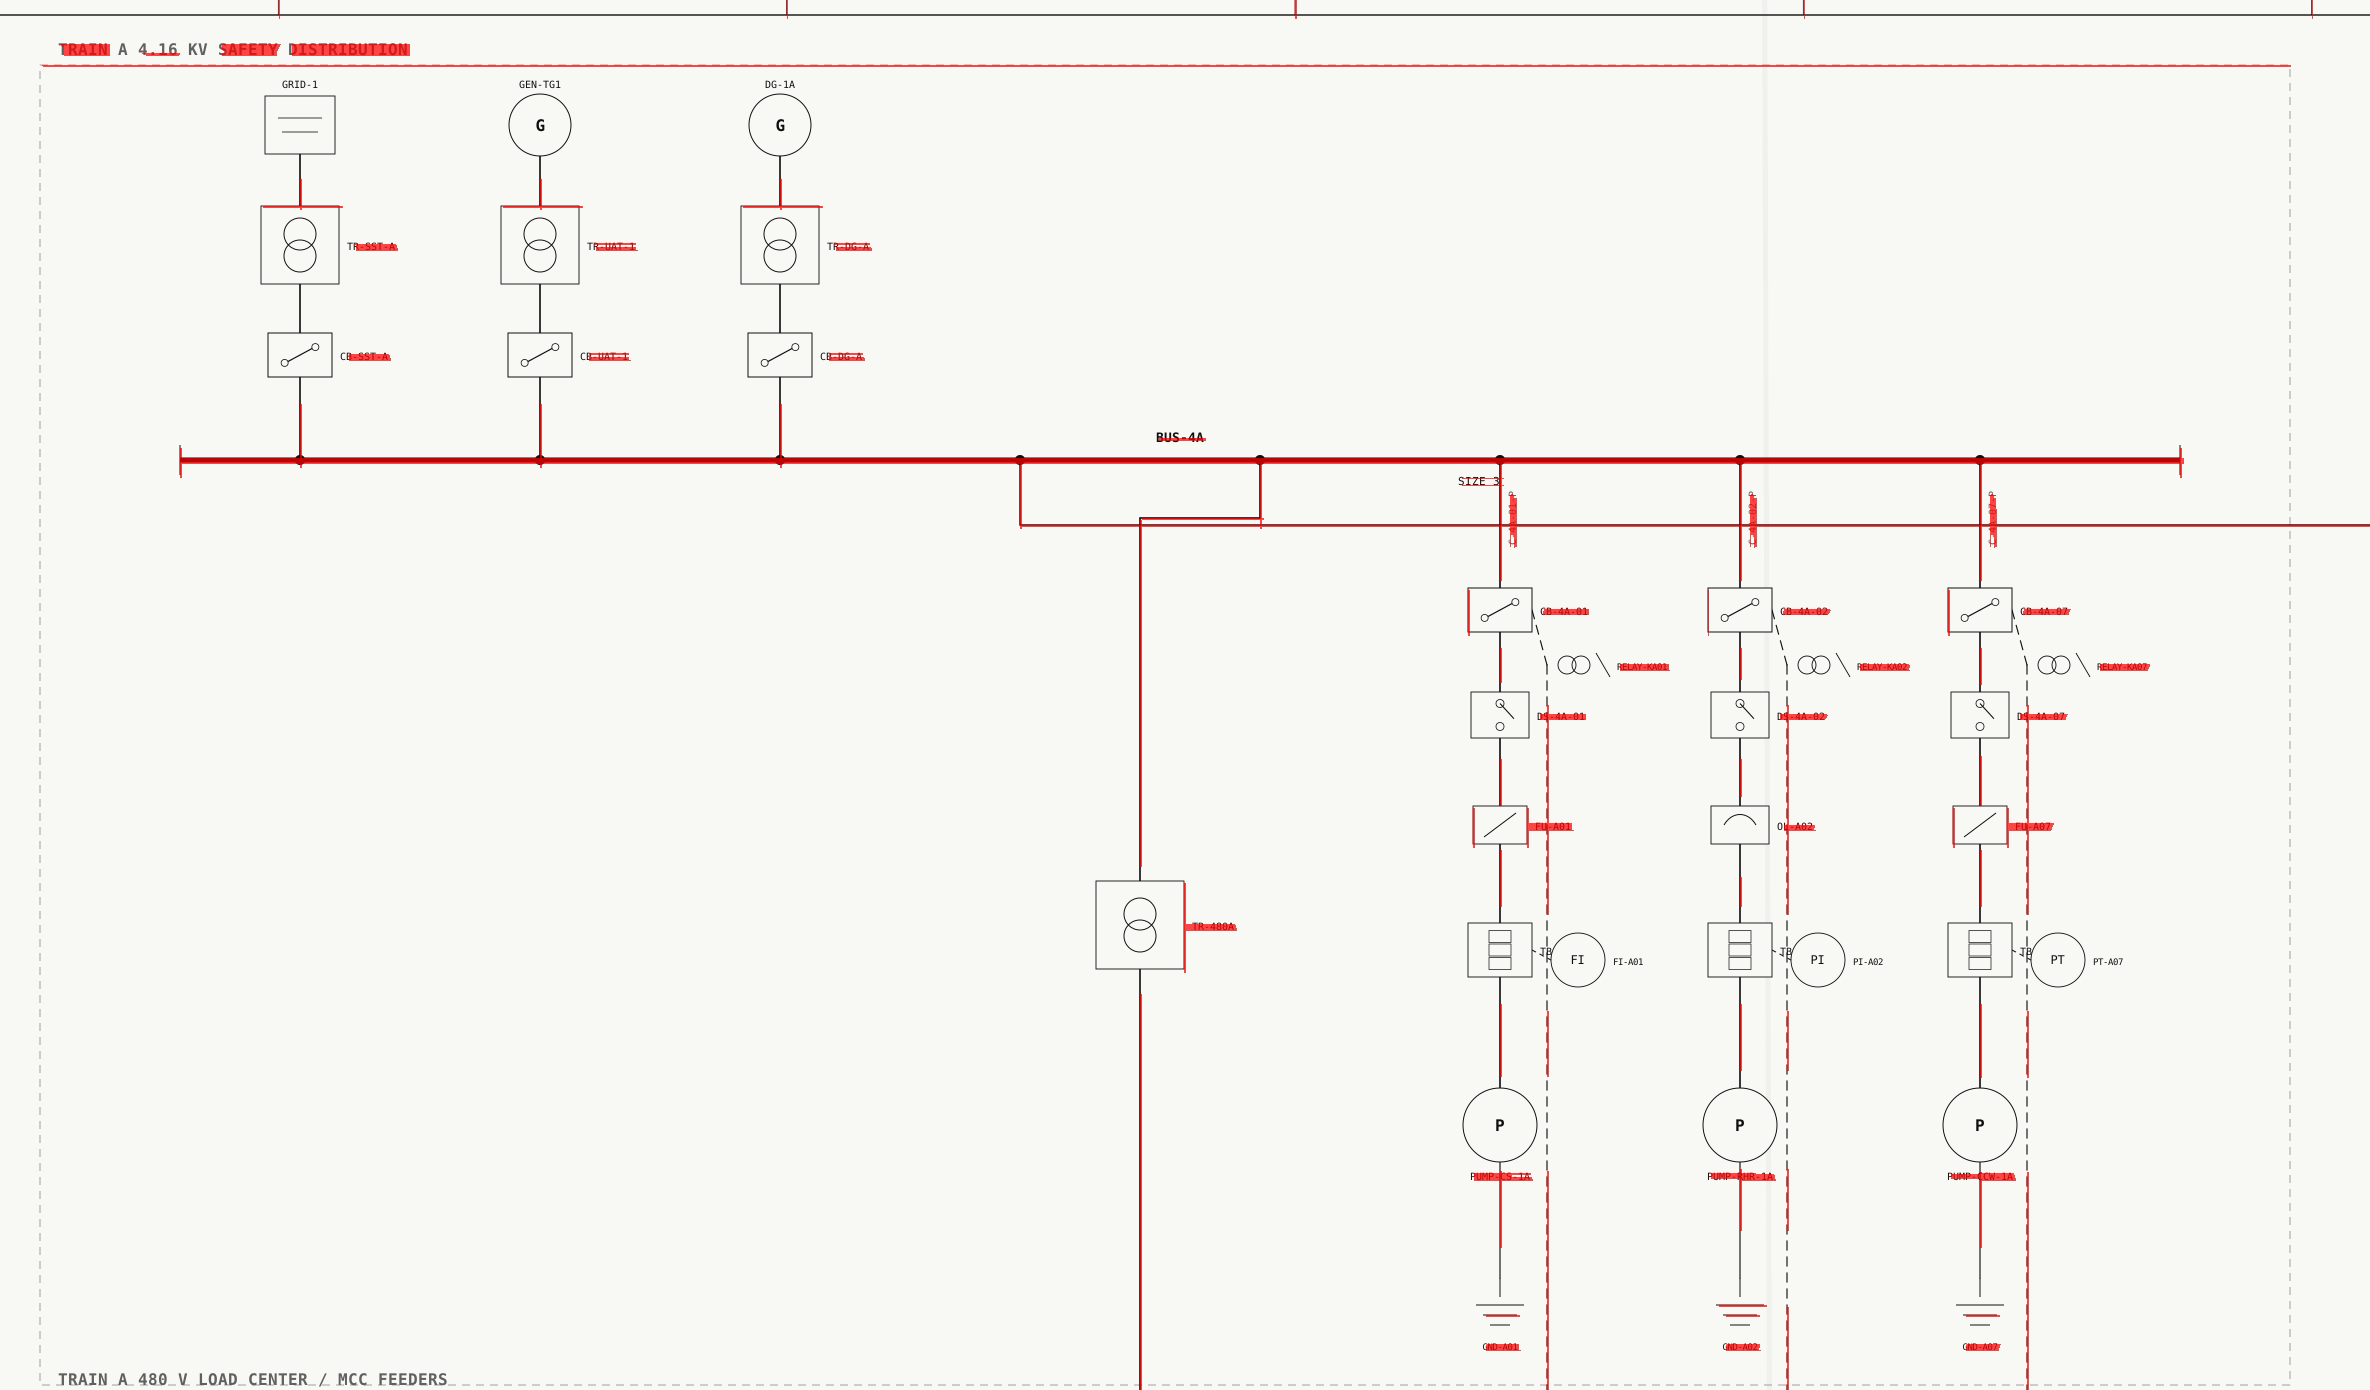 TRAIN A 4.16 KV SAFETY DISTRIBUTION
GRID-1
GEN-TG1
DG-1A
G
G
TR-SST-A
TR-UAT-1
TR-DG-A
CB-SST-A
CB-UAT-1
CB-DG-A
BUS-4A
SIZE 3
CB-4A-01
CB-4A-02
CB-4A-07
RELAY-KA01
RELAY-KA02
RELAY-KA07
DS-4A-01
DS-4A-02
DS-4A-07
FU-A01
OL-A02
FU-A07
TR-480A
TB
TB
TB
FI
FI-A01
PI
PI-A02
PT
PT-A07
P
P
P
PUMP-CS-1A
PUMP-RHR-1A
PUMP-CCW-1A
GND-A01
GND-A02
GND-A07
TRAIN A 480 V LOAD CENTER / MCC FEEDERS